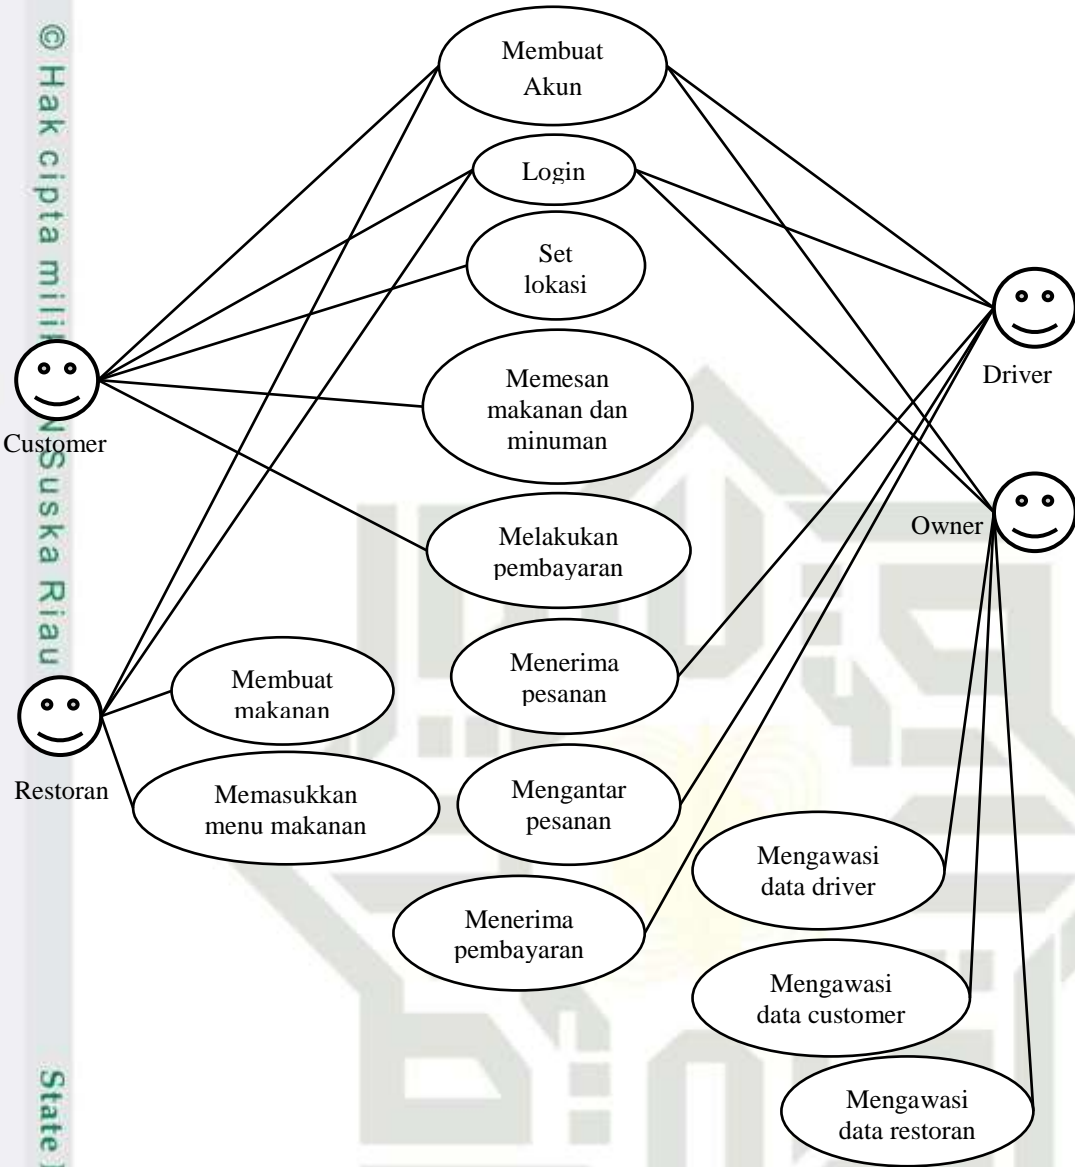 © Hak cipta milik UIN Suska Riau
State
Membuat
Akun
Login
Set
lokasi
Memesan
makanan dan
minuman
Melakukan
pembayaran
Menerima
pesanan
Mengantar
pesanan
Menerima
pembayaran
Customer
Restoran
Membuat
makanan
Memasukkan
menu makanan
Driver
Owner
Mengawasi
data driver
Mengawasi
data customer
Mengawasi
data restoran